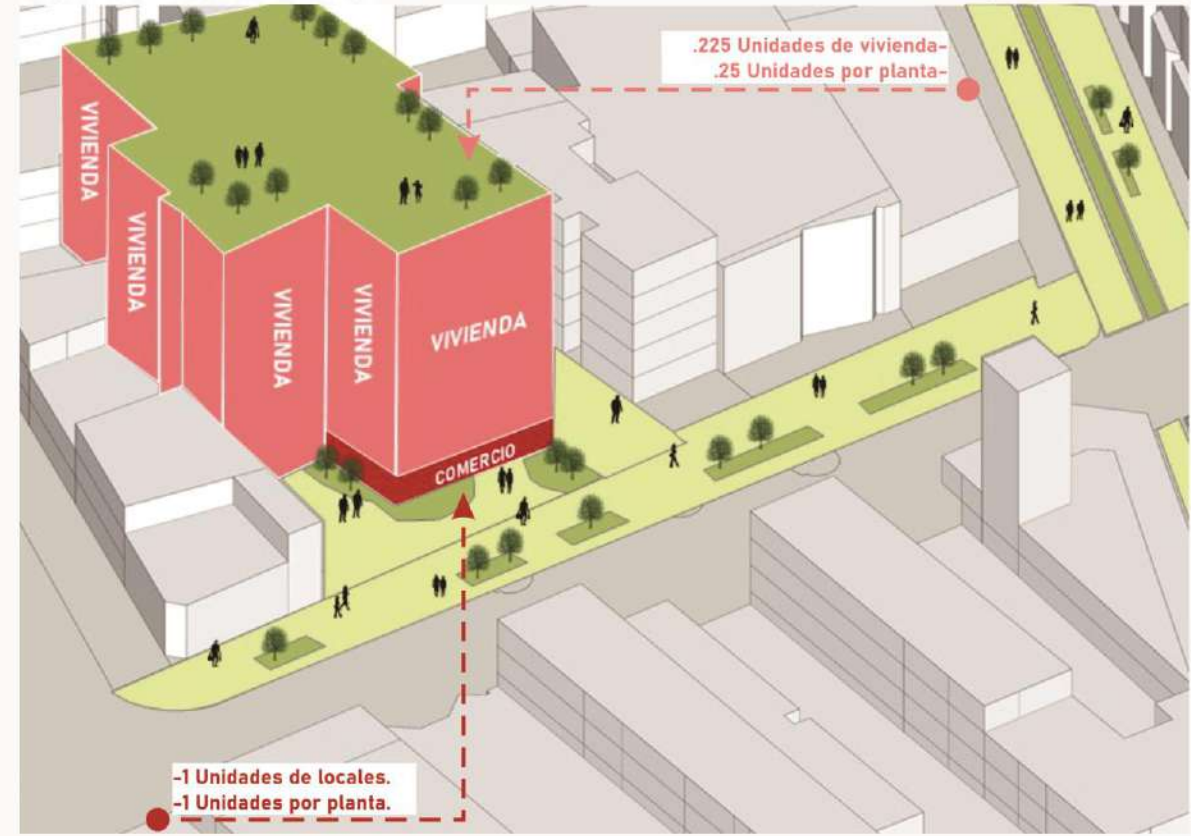 .225 Unidades de vivienda-
.25 Unidades por planta-
VIVIENDA
VIVIENDA
VIVIENDA
VIVIENDA
VIVIENDA
COMERCIO
-1 Unidades de locales.
-1 Unidades por planta.